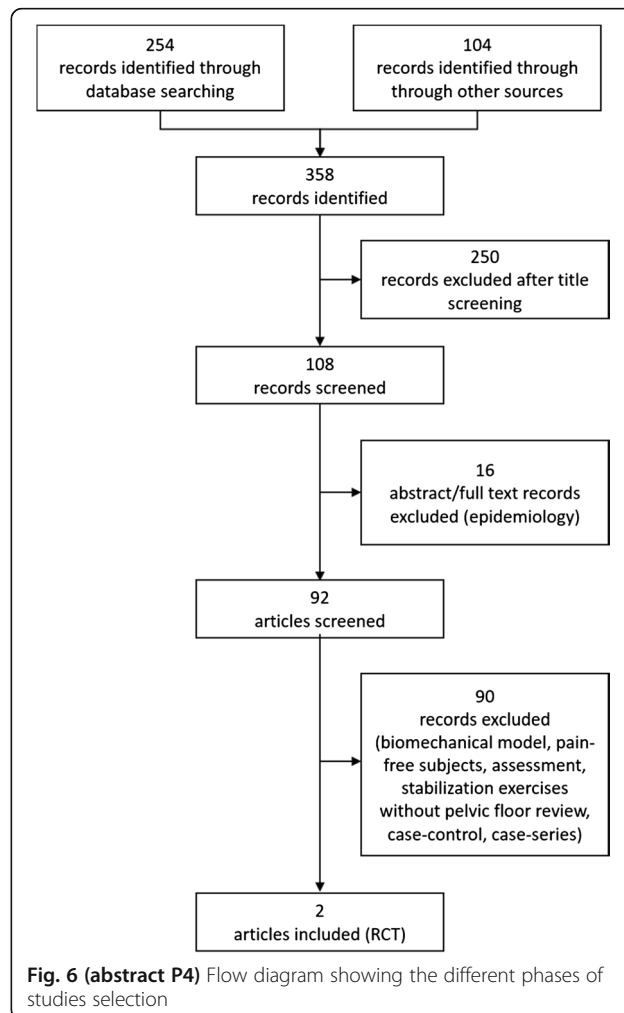 254
records identified through
database searching
104
records identified through
through other sources
358
records identified
250
records excluded after title
screening
108
records screened
16
abstract/full text records
excluded (epidemiology)
92
articles screened
90
records excluded
(biomechanical model, pain-
free subjects, assessment,
stabilization exercises
without pelvic floor review,
case-control, case-series)
2
articles included (RCT)
Fig. 6 (abstract P4) Flow diagram showing the different phases of
studies selection